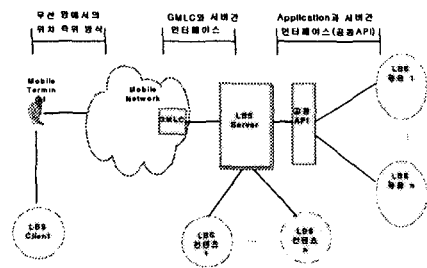 무선 망에서의
위치 측위 방식
GMLC와 서버간
인터페이스
Application과 서버간
인터페이스(공통API)
Mobile
Termin
al
Mobile
Network
GMLC
LBS
Server
공통
API
LBS
응용 1
...
LBS
응용 n
LBS
Client
LBS
컨텐츠
1
...
LBS
컨텐츠
n